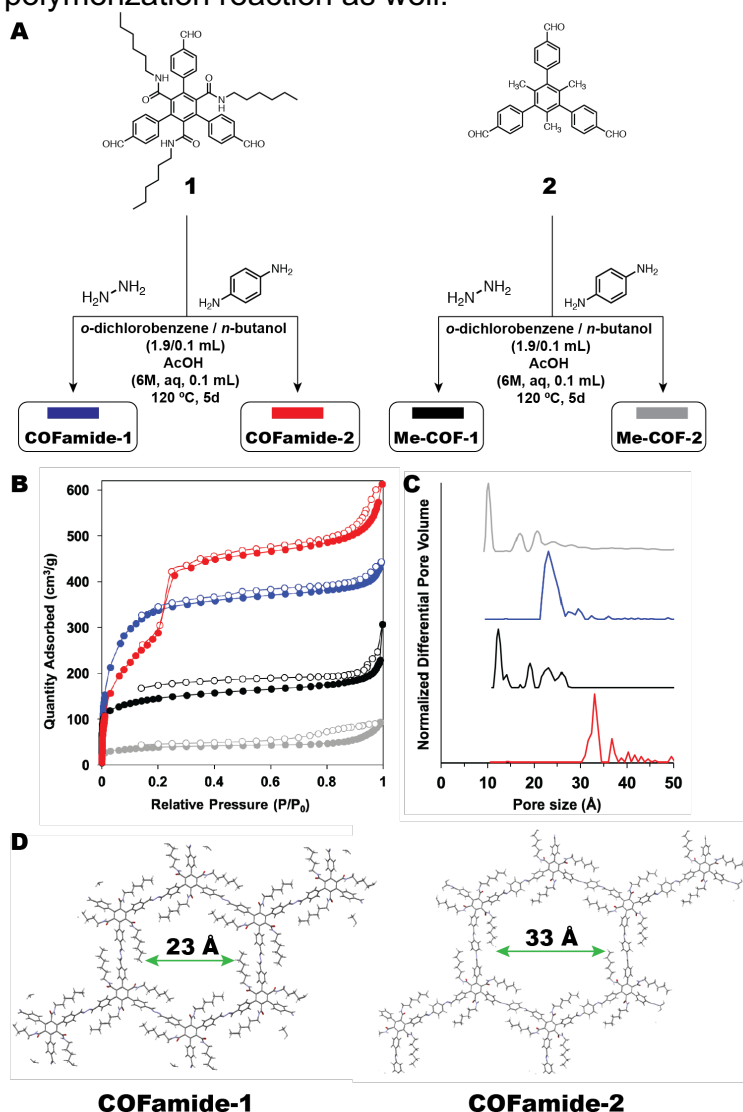 polymorization reaction as well.
A
CHO
NH
O
O
N
H
OHC
NH
O
CHO
1
CHO
H₃C
CH₃
CH₃
OHC
CHO
2
H₂N
NH₂
NH₂
H₂N
o-dichlorobenzene / n-butanol
(1.9/0.1 mL)
AcOH
(6M, aq, 0.1 mL)
120 ºC, 5d
COFamide-1
COFamide-2
H₂N
NH₂
NH₂
H₂N
o-dichlorobenzene / n-butanol
(1.9/0.1 mL)
AcOH
(6M, aq, 0.1 mL)
120 ºC, 5d
Me-COF-1
Me-COF-2
B
Quantity Adsorbed (cm³/g)
600
500
400
300
200
100
0
0
0.2
0.4
0.6
0.8
1
Relative Pressure (P/P₀)
C
Normalized Differential Pore Volume
0
10
20
30
40
50
Pore size (Å)
D
23 Å
33 Å
COFamide-1
COFamide-2